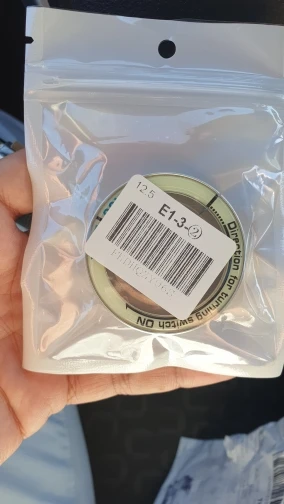 12.5
E1-3-②
Direction for turning switch ON